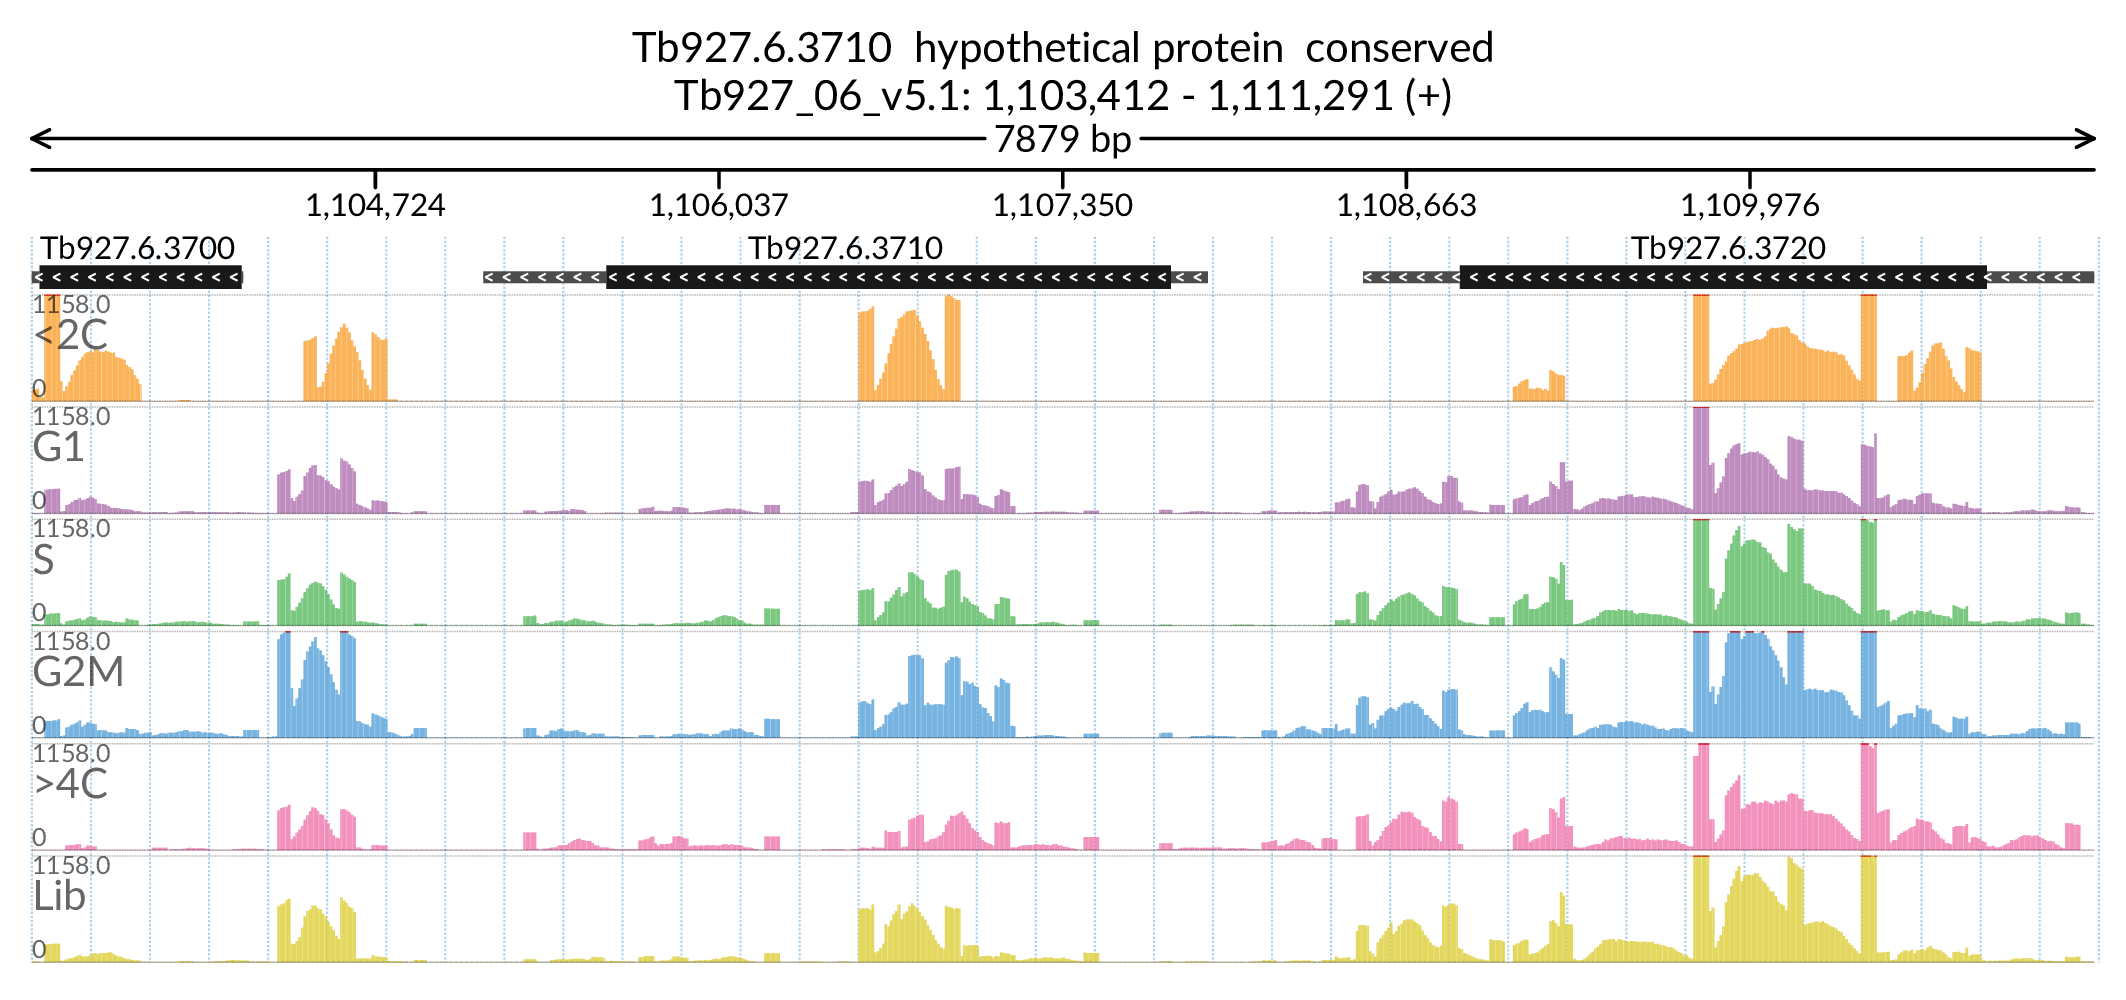 Tb927.6.3710  hypothetical protein  conserved
Tb927_06_v5.1: 1,103,412 - 1,111,291 (+)
7879 bp
1,104,724 1,106,037 1,107,350 1,108,663 1,109,976
Tb927.6.3700 Tb927.6.3710 Tb927.6.3720
1158.0
<2C
0
1158.0
G1
0
1158.0
S
0
1158.0
G2M
0
1158.0
>4C
0
1158.0
Lib
0